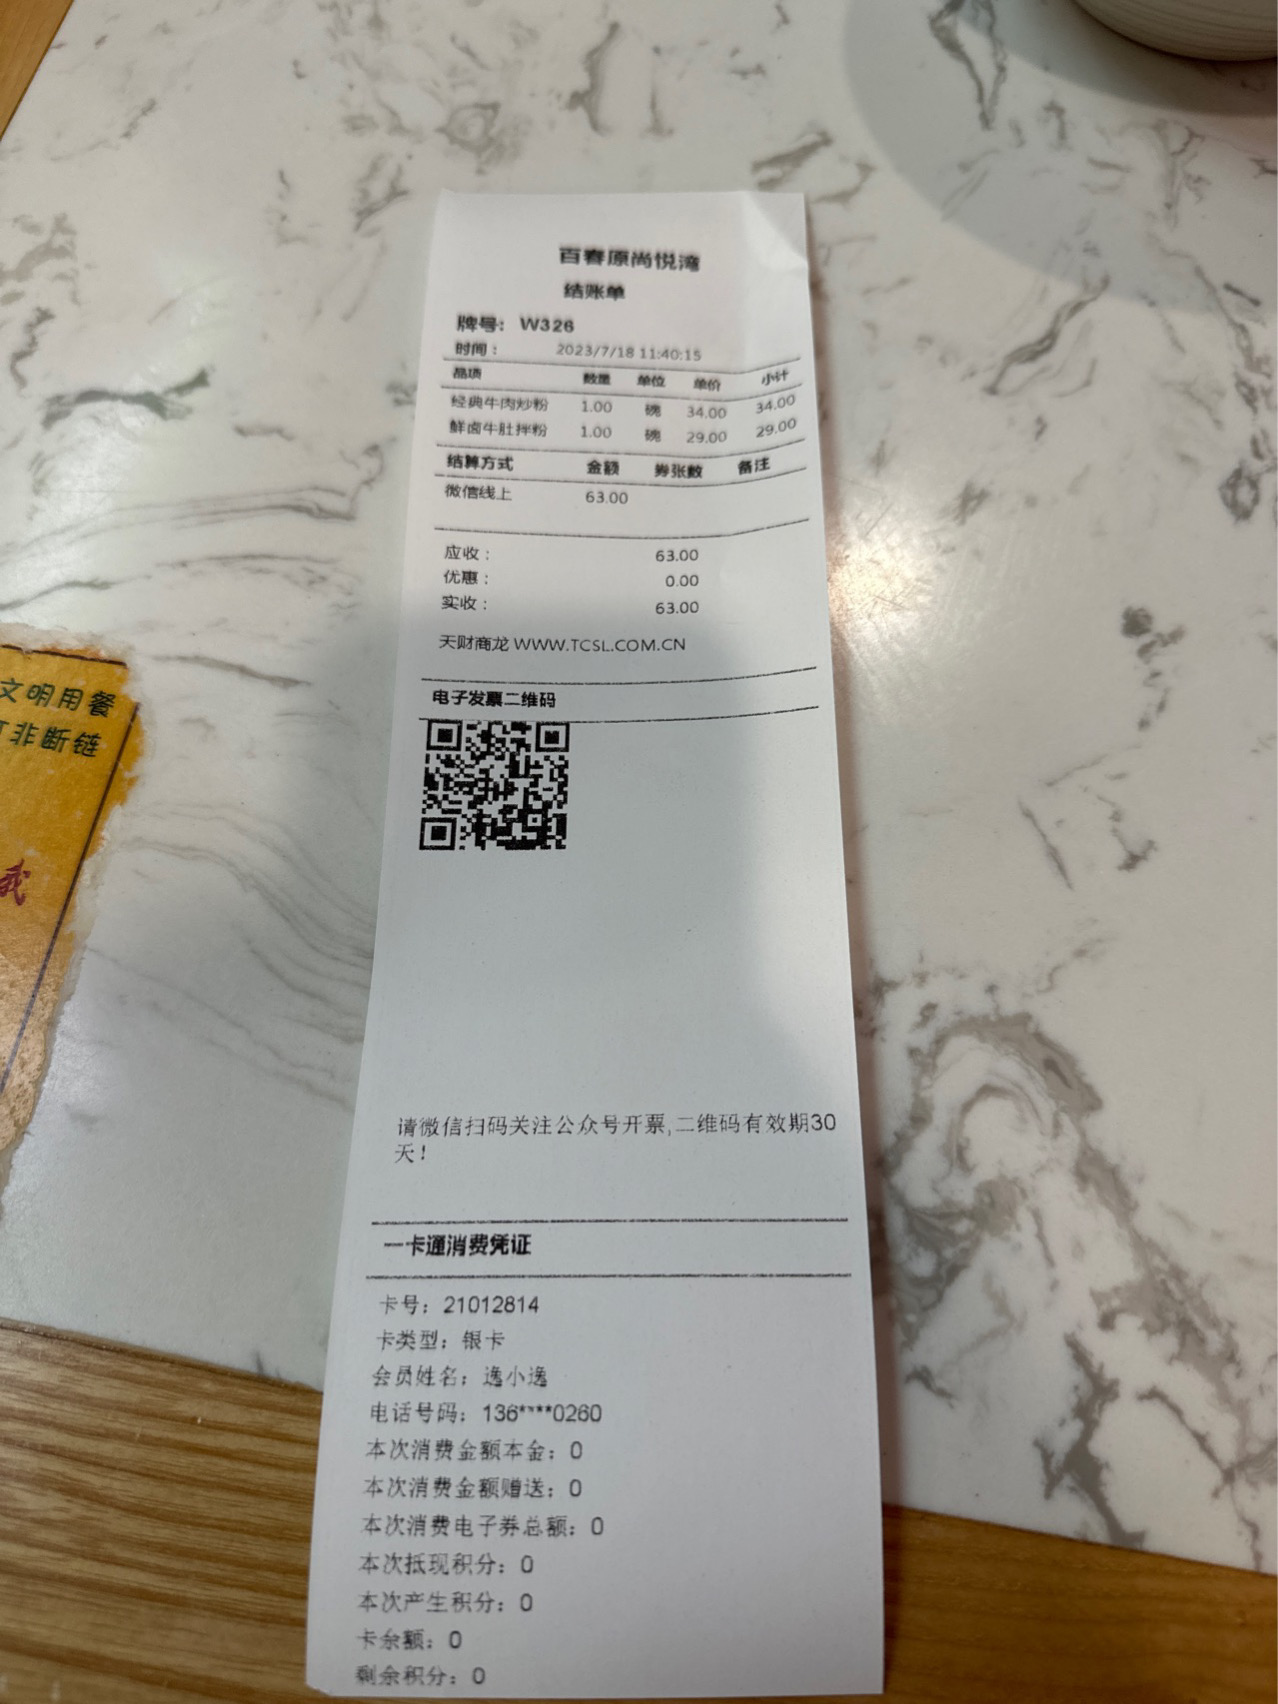 百春原尚悦湾
结账单
牌号: W326
时间: 2023/7/18 11:40:15
品项 数量 单位 单价 小计
经典牛肉炒粉 1.00 碗 34.00 34.00
鲜卤牛肚拌粉 1.00 碗 29.00 29.00
结算方式 金额 券张数 备注
微信线上 63.00
应收: 63.00
优惠: 0.00
实收: 63.00
天财商龙 WWW.TCSL.COM.CN
电子发票二维码
请微信扫码关注公众号开票,二维码有效期30
天!
一卡通消费凭证
卡号: 21012814
卡类型: 银卡
会员姓名: 逸小逸
电话号码: 136****0260
本次消费金额本金: 0
本次消费金额赠送: 0
本次消费电子券总额: 0
本次抵现积分: 0
本次产生积分: 0
卡余额: 0
剩余积分: 0
文明用餐
非断链
我